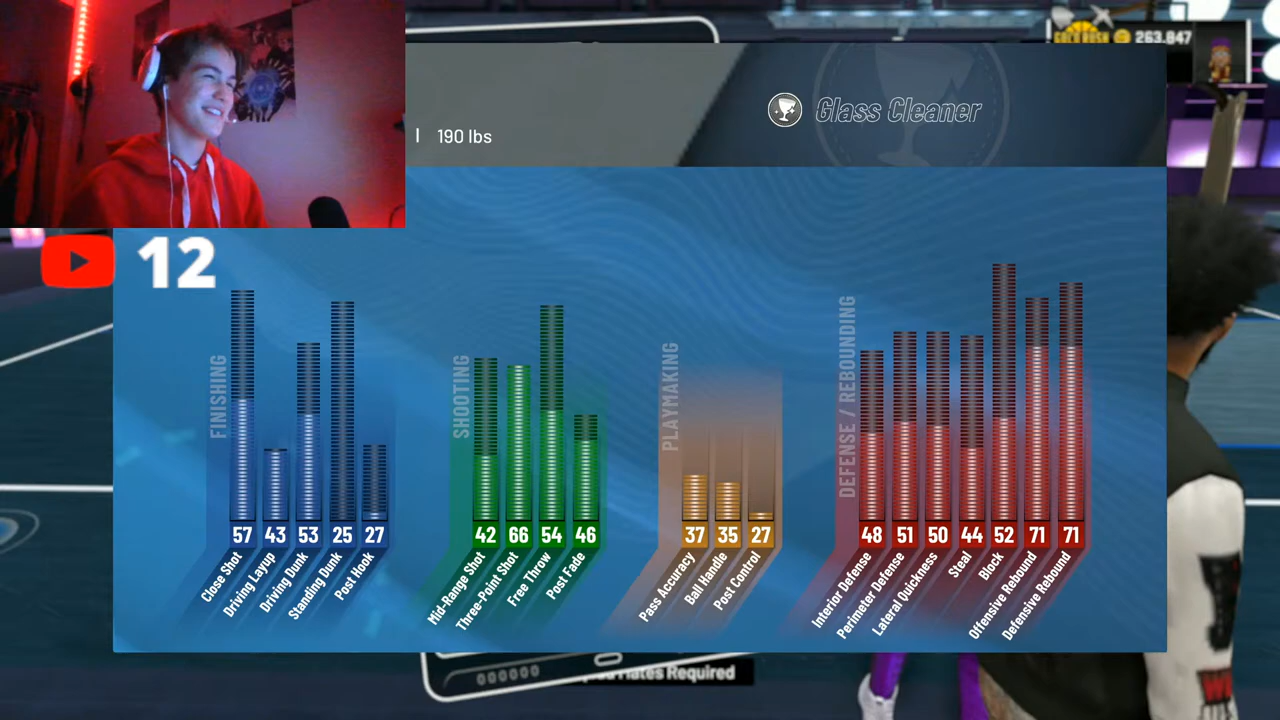 GOLD RUSH 263,847
Glass Cleaner
190 lbs
12
FINISHING
SHOOTING
PLAYMAKING
DEFENSE / REBOUNDING
57 43 53 25 27
42 66 54 46
37 35 27
48 51 50 44 52 71 71
Close Shot
Driving Layup
Driving Dunk
Standing Dunk
Post Hook
Mid-Range Shot
Three-Point Shot
Free Throw
Post Fade
Pass Accuracy
Ball Handle
Post Control
Interior Defense
Perimeter Defense
Lateral Quickness
Steal
Block
Offensive Rebound
Defensive Rebound
000000
Required